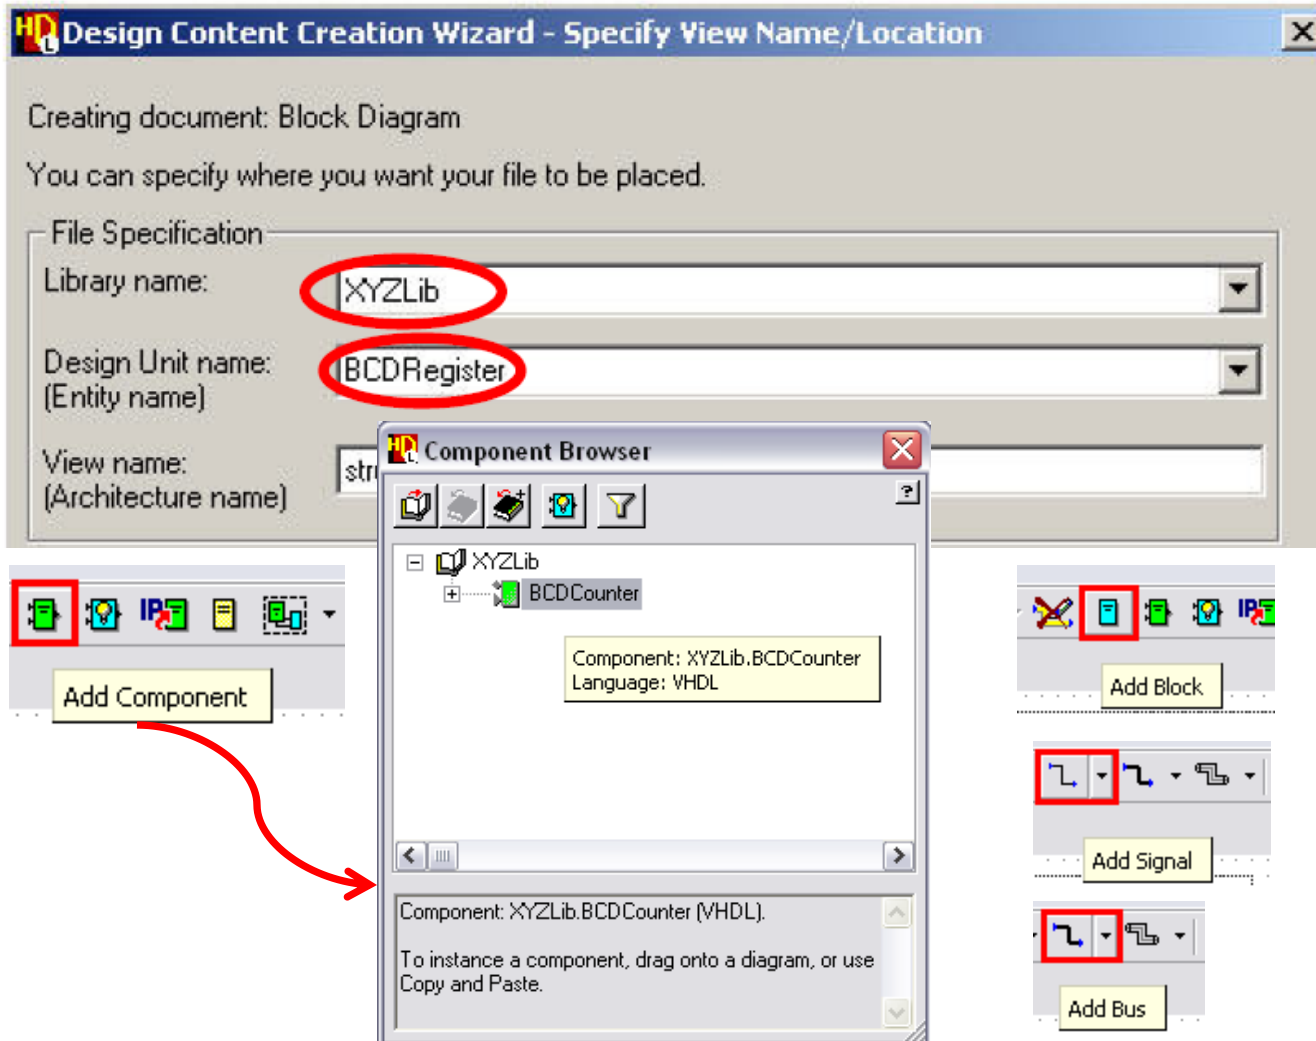 Design Content Creation Wizard - Specify View Name/Location
Creating document: Block Diagram
You can specify where you want your file to be placed.
File Specification
Library name:
XYZLib
Design Unit name:
(Entity name)
BCDRegister
View name:
(Architecture name)
Component Browser
XYZLib
BCDCounter
Component: XYZLib.BCDCounter
Language: VHDL
Component: XYZLib.BCDCounter (VHDL).
To instance a component, drag onto a diagram, or use
Copy and Paste.
Add Component
Add Block
Add Signal
Add Bus